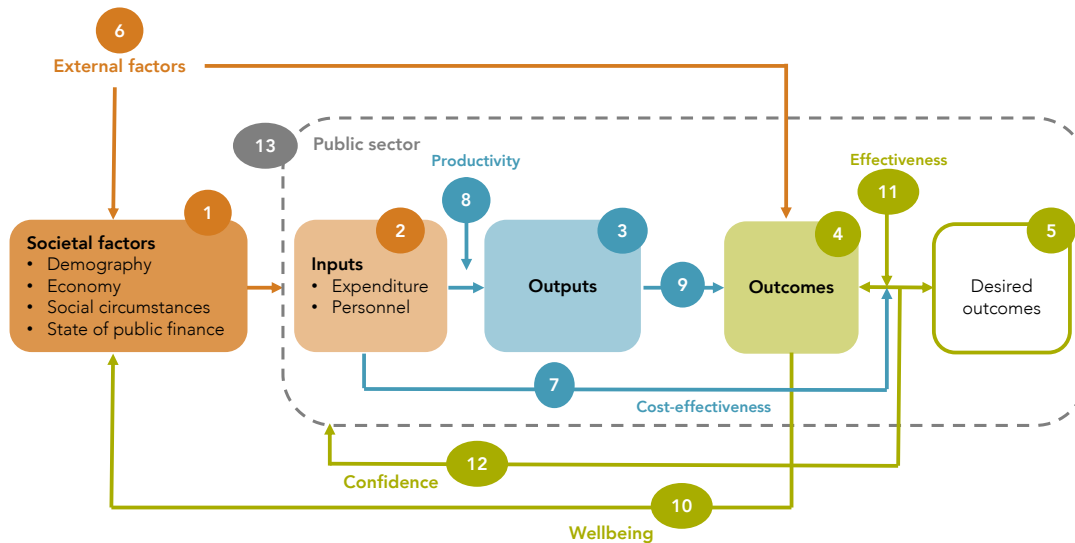 6
External factors
13
Public sector
Productivity
Effectiveness
8
11
1
Societal factors
• Demography
• Economy
• Social circumstances
• State of public finance
2
Inputs
• Expenditure
• Personnel
3
Outputs
9
4
Outcomes
5
Desired
outcomes
7
Cost-effectiveness
12
Confidence
10
Wellbeing